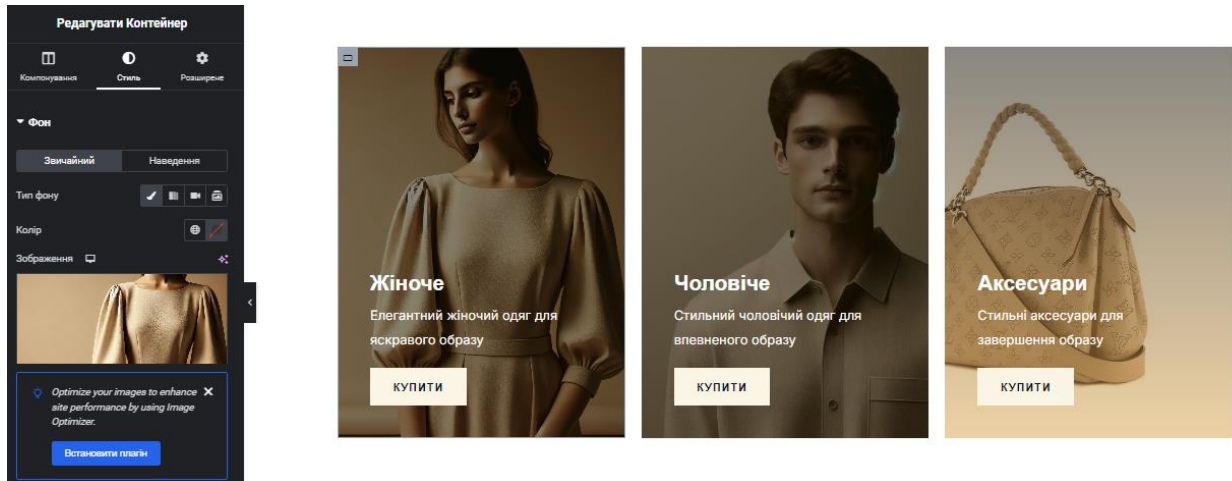 Редагувати Контейнер
Компонування Стиль Розширене
Фон
Звичайний Наведення
Тип фону
Колір
Зображення
Optimize your images to enhance
site performance by using Image
Optimizer.
Встановити плагін
Жіноче
Елегантний жіночий одяг для
яскравого образу
КУПИТИ
Чоловіче
Стильний чоловічий одяг для
впевненого образу
КУПИТИ
Аксесуари
Стильні аксесуари для
завершення образу
КУПИТИ